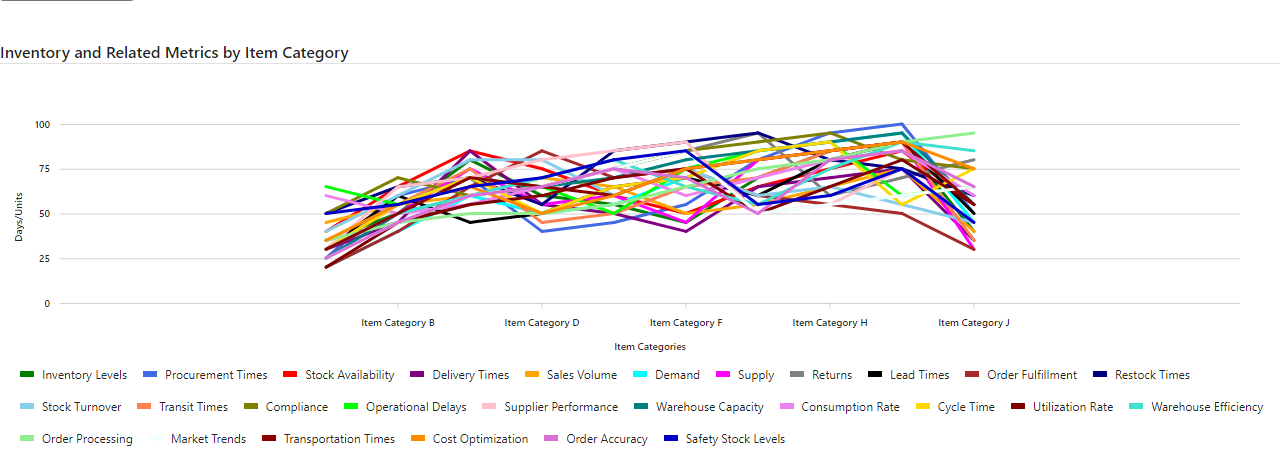 Inventory and Related Metrics by Item Category
100
75
50
25
0
Days/Units
Item Category B Item Category D Item Category F Item Category H Item Category J
Item Categories
Inventory Levels Procurement Times Stock Availability Delivery Times Sales Volume Demand Supply Returns Lead Times Order Fulfillment Restock Times
Stock Turnover Transit Times Compliance Operational Delays Supplier Performance Warehouse Capacity Consumption Rate Cycle Time Utilization Rate Warehouse Efficiency
Order Processing Market Trends Transportation Times Cost Optimization Order Accuracy Safety Stock Levels